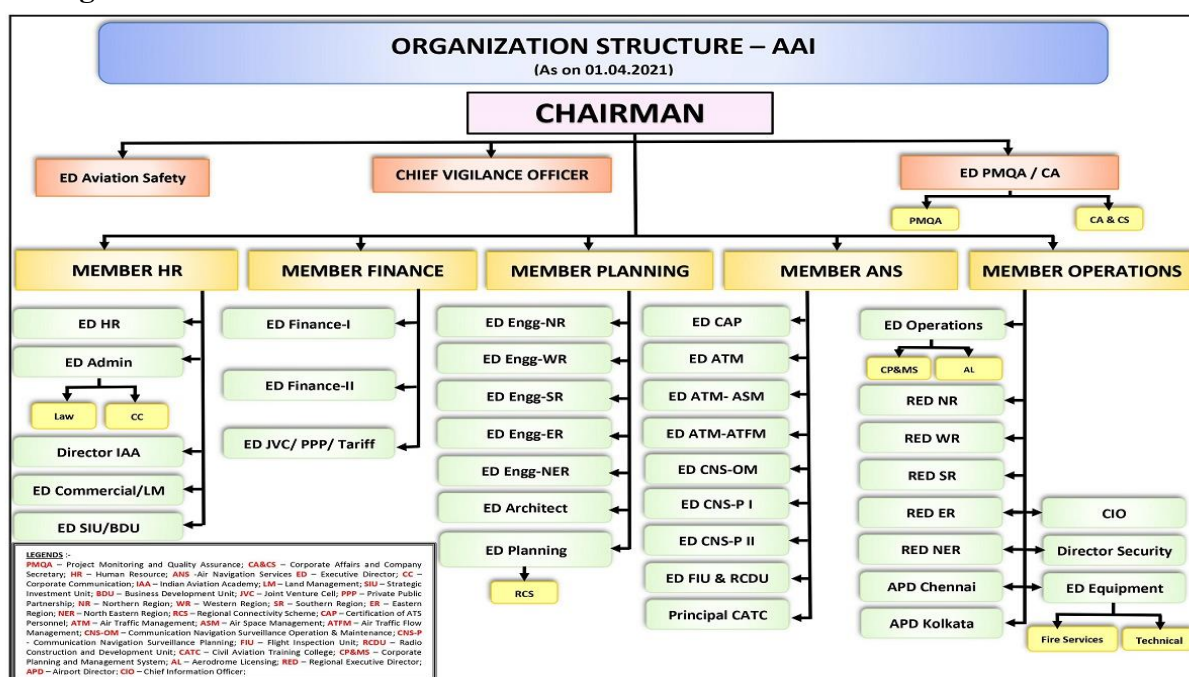 ORGANIZATION STRUCTURE – AAI
(As on 01.04.2021)
CHAIRMAN
ED Aviation Safety
CHIEF VIGILANCE OFFICER
ED PMQA / CA
PMQA
CA & CS
MEMBER HR
MEMBER FINANCE
MEMBER PLANNING
MEMBER ANS
MEMBER OPERATIONS
ED HR
ED Admin
Law
CC
Director IAA
ED Commercial/LM
ED SIU/BDU
ED Finance-I
ED Finance-II
ED JVC/ PPP/ Tariff
ED Engg-NR
ED Engg-WR
ED Engg-SR
ED Engg-ER
ED Engg-NER
ED Architect
ED Planning
RCS
ED CAP
ED ATM
ED ATM- ASM
ED ATM-ATFM
ED CNS-OM
ED CNS-P I
ED CNS-P II
ED FIU & RCDU
Principal CATC
ED Operations
CP&MS
AL
RED NR
RED WR
RED SR
RED ER
RED NER
APD Chennai
APD Kolkata
CIO
Director Security
ED Equipment
Fire Services
Technical
LEGENDS :-
PMQA – Project Monitoring and Quality Assurance; CA&CS – Corporate Affairs and Company
Secretary; HR – Human Resource; ANS -Air Navigation Services ED – Executive Director; CC –
Corporate Communication; IAA – Indian Aviation Academy; LM – Land Management; SIU – Strategic
Investment Unit; BDU – Business Development Unit; JVC – Joint Venture Cell; PPP – Private Public
Partnership; NR – Northern Region; WR – Western Region; SR – Southern Region; ER – Eastern
Region; NER – North Eastern Region; RCS – Regional Connectivity Scheme; CAP – Certification of ATS
Personnel; ATM – Air Traffic Management; ASM – Air Space Management; ATFM – Air Traffic Flow
Management; CNS-OM – Communication Navigation Surveillance Operation & Maintenance; CNS-P
- Communication Navigation Surveillance Planning; FIU – Flight Inspection Unit; RCDU – Radio
Construction and Development Unit; CATC – Civil Aviation Training College; CP&MS – Corporate
Planning and Management System; AL – Aerodrome Licensing; RED – Regional Executive Director;
APD – Airport Director; CIO – Chief Information Officer;